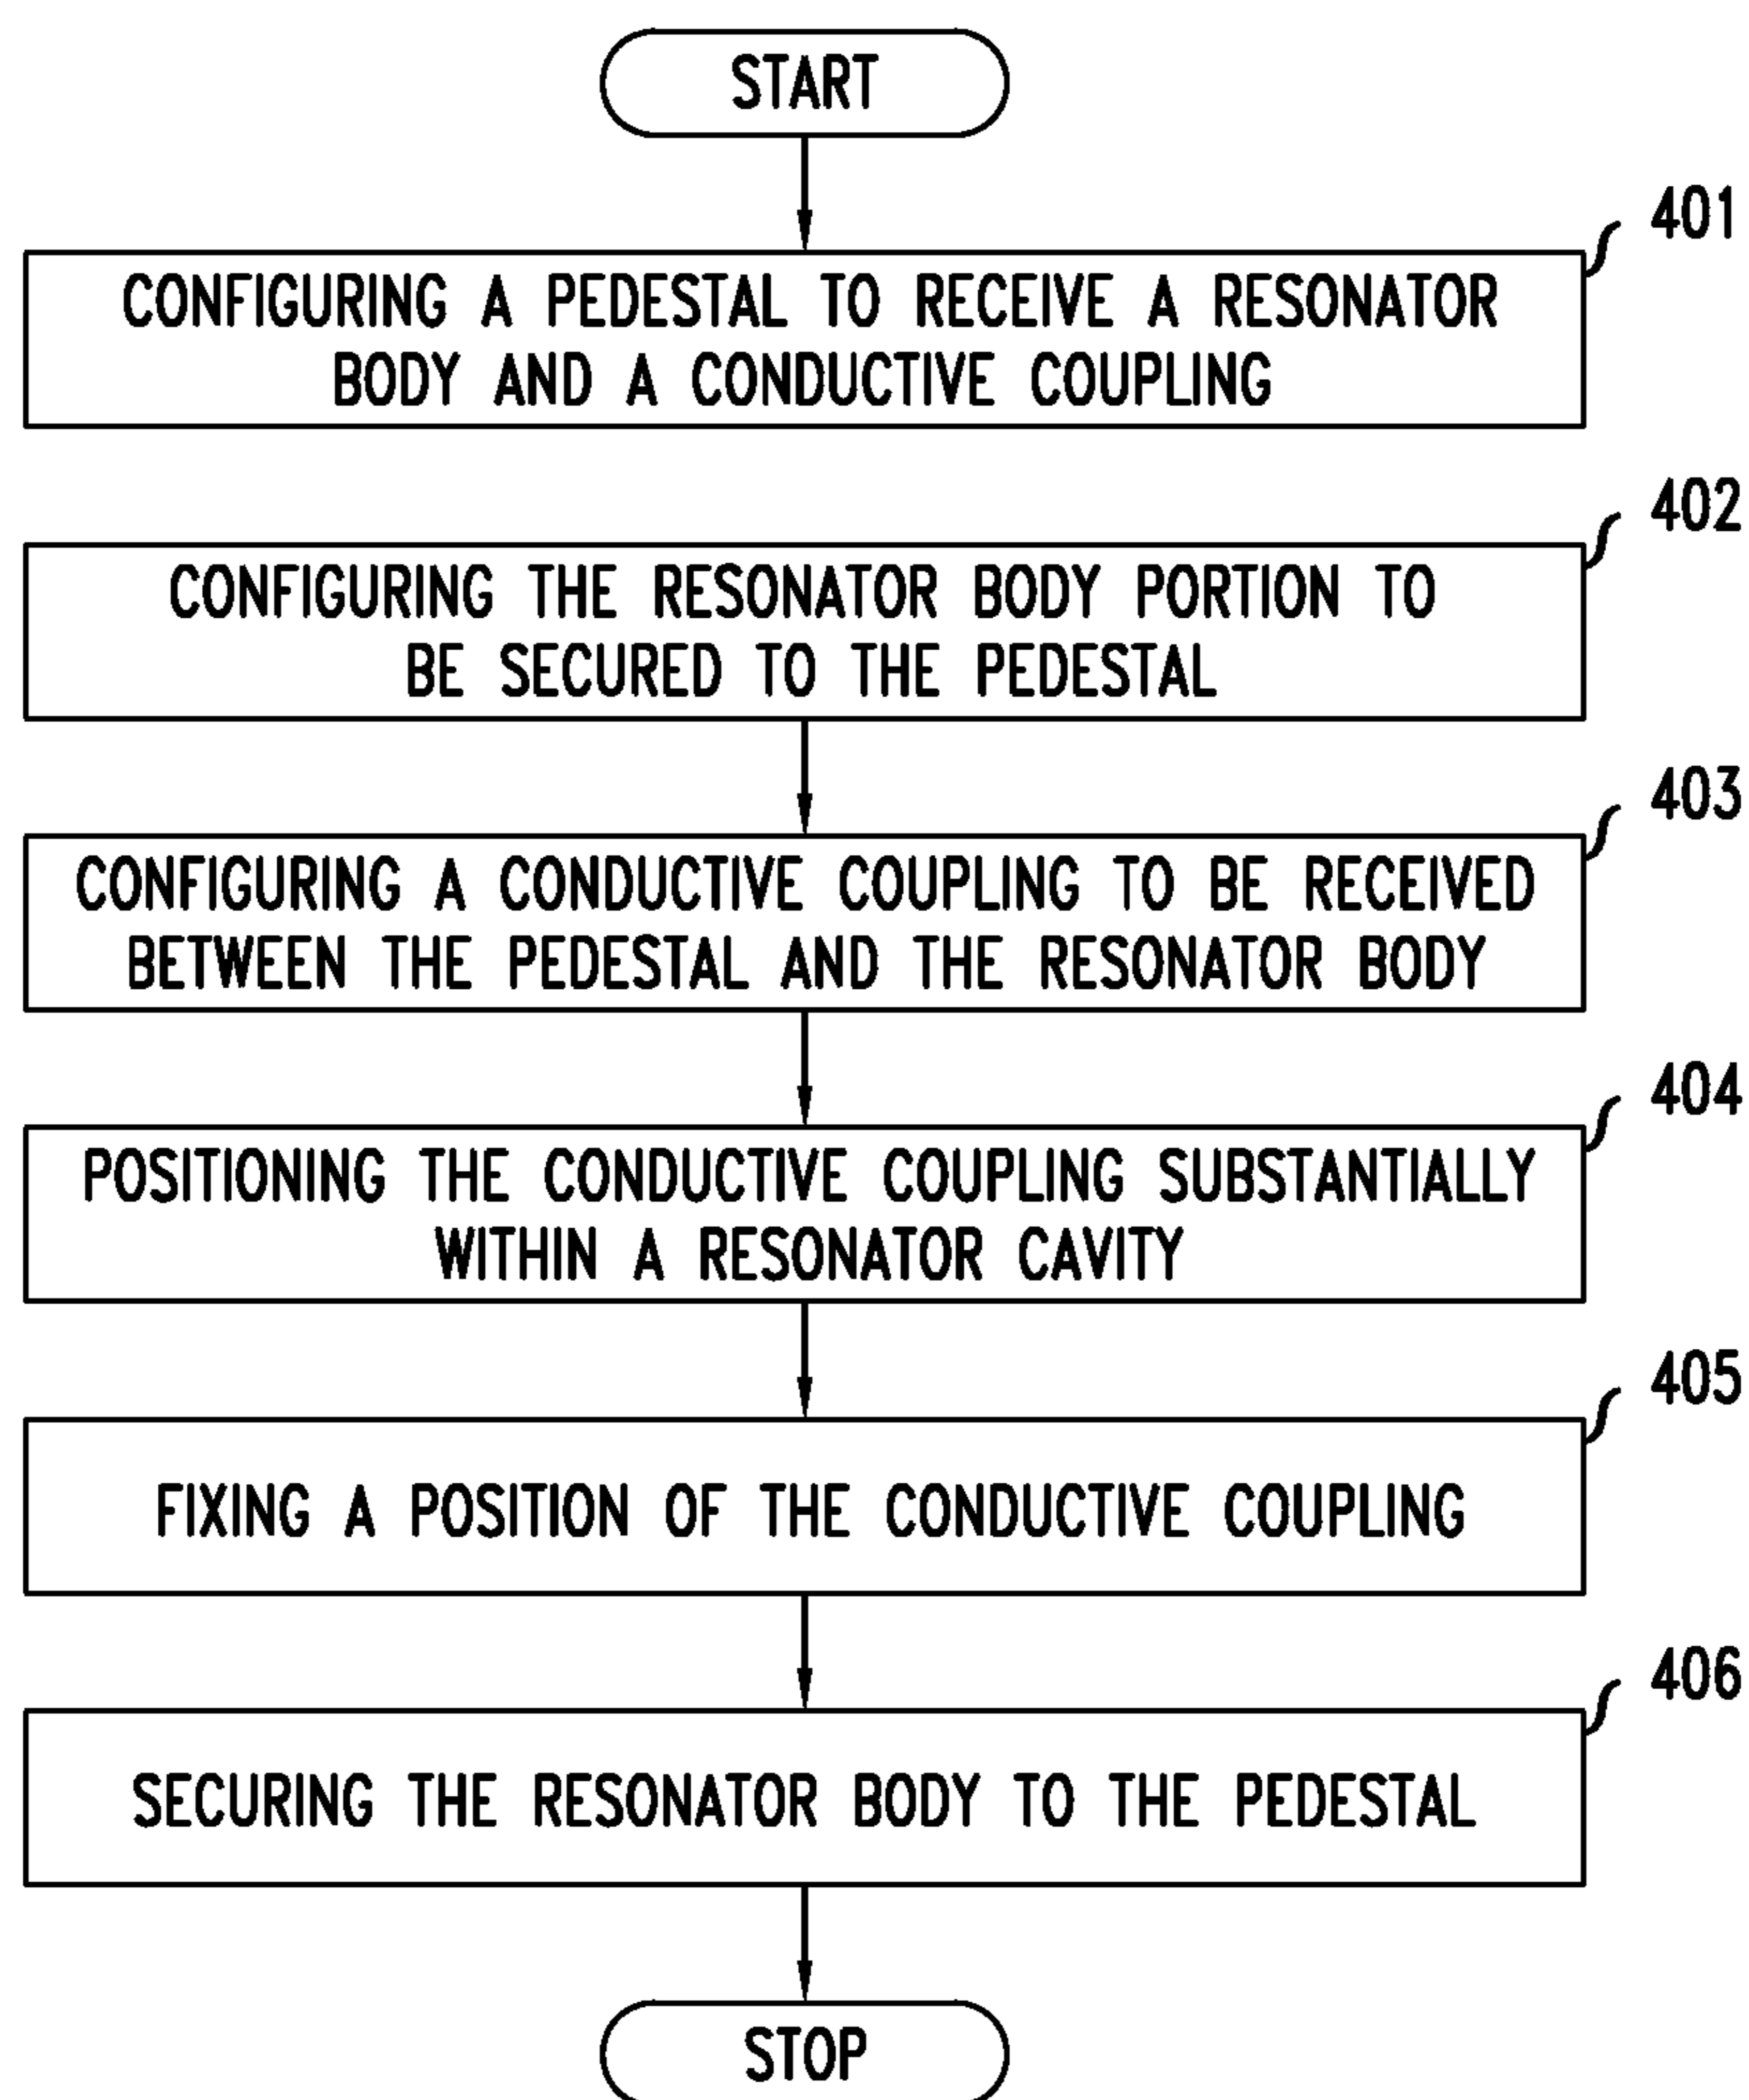 START
401
CONFIGURING A PEDESTAL TO RECEIVE A RESONATOR
BODY AND A CONDUCTIVE COUPLING
402
CONFIGURING THE RESONATOR BODY PORTION TO
BE SECURED TO THE PEDESTAL
403
CONFIGURING A CONDUCTIVE COUPLING TO BE RECEIVED
BETWEEN THE PEDESTAL AND THE RESONATOR BODY
404
POSITIONING THE CONDUCTIVE COUPLING SUBSTANTIALLY
WITHIN A RESONATOR CAVITY
405
FIXING A POSITION OF THE CONDUCTIVE COUPLING
406
SECURING THE RESONATOR BODY TO THE PEDESTAL
STOP